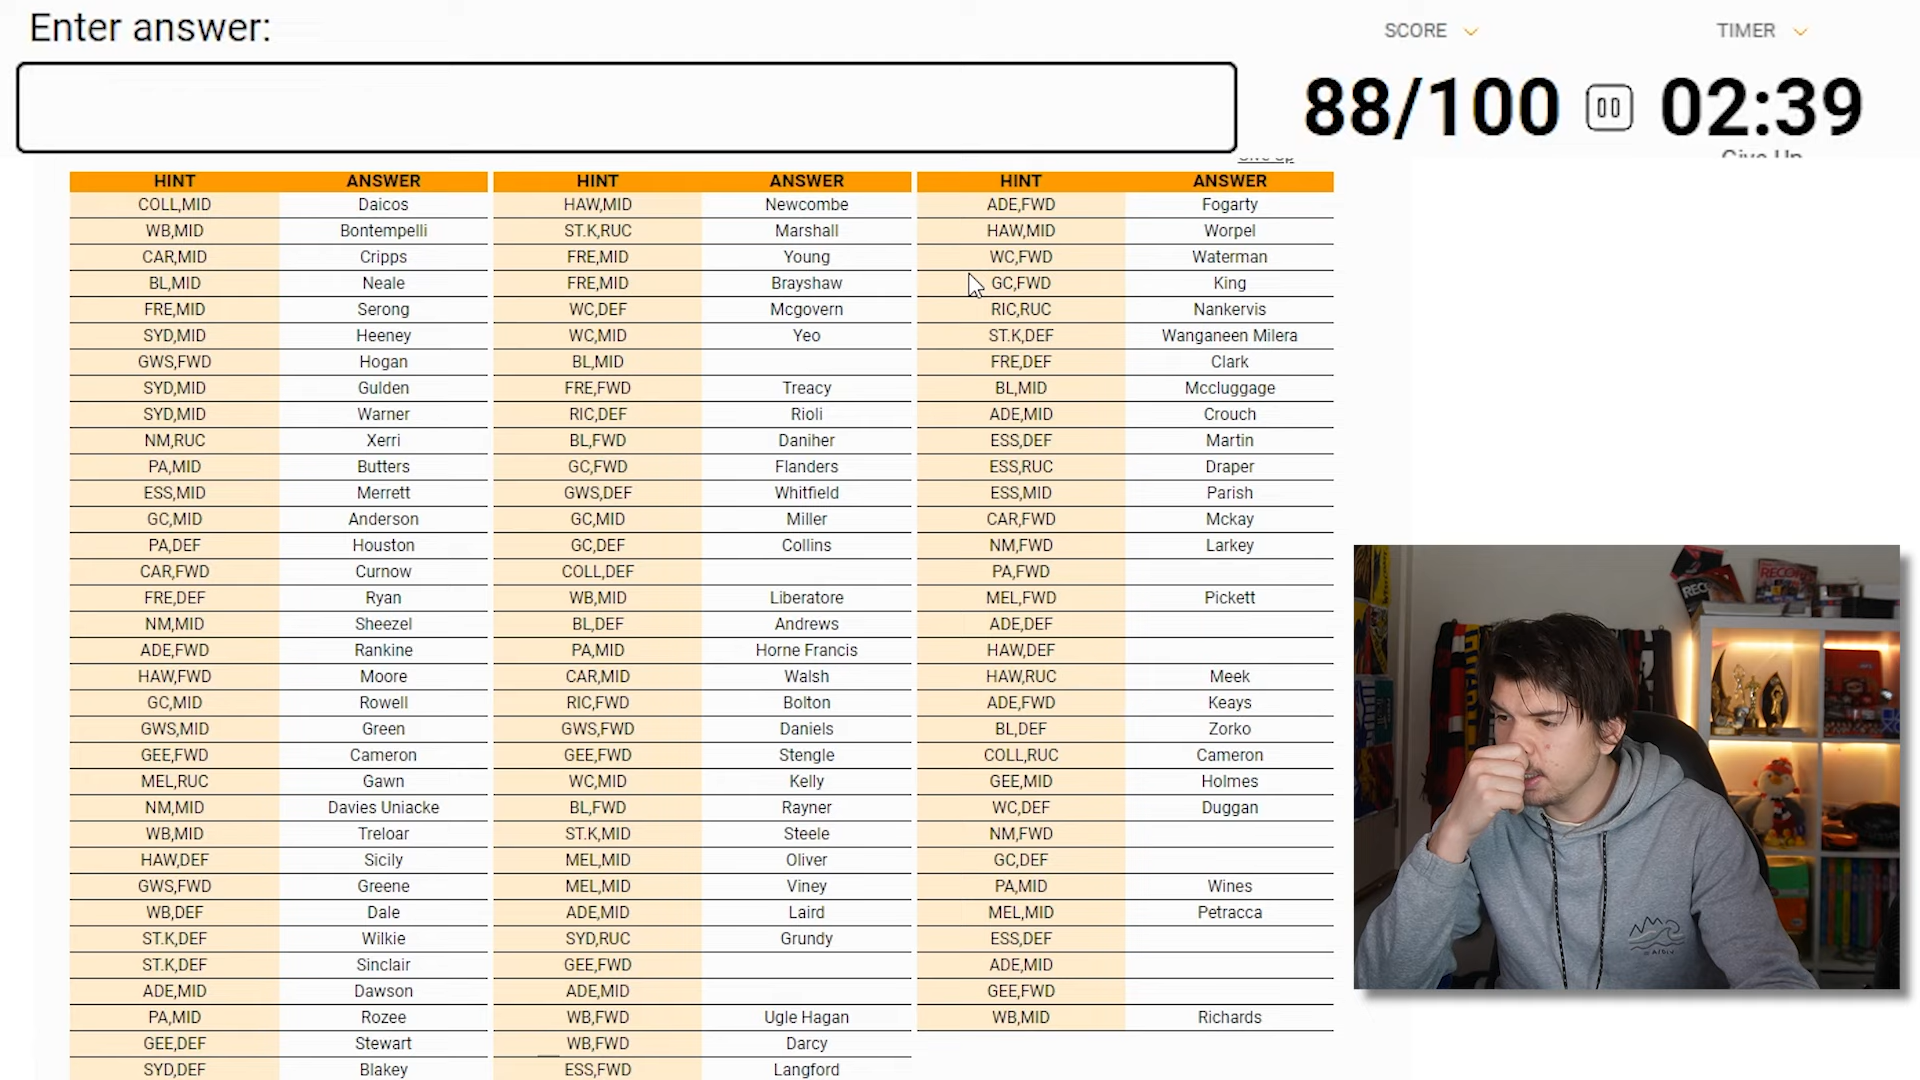 Enter answer:
SCORE
TIMER
88/100
02:39
HINT ANSWER HINT ANSWER HINT ANSWER
COLL,MID Daicos HAW,MID Newcombe ADE,FWD Fogarty
WB,MID Bontempelli ST.K,RUC Marshall HAW,MID Worpel
CAR,MID Cripps FRE,MID Young WC,FWD Waterman
BL,MID Neale FRE,MID Brayshaw GC,FWD King
FRE,MID Serong WC,DEF Mcgovern RIC,RUC Nankervis
SYD,MID Heeney WC,MID Yeo ST.K,DEF Wanganeen Milera
GWS,FWD Hogan BL,MID FRE,DEF Clark
SYD,MID Gulden FRE,FWD Treacy BL,MID Mccluggage
SYD,MID Warner RIC,DEF Rioli ADE,MID Crouch
NM,RUC Xerri BL,FWD Daniher ESS,DEF Martin
PA,MID Butters GC,FWD Flanders ESS,RUC Draper
ESS,MID Merrett GWS,DEF Whitfield ESS,MID Parish
GC,MID Anderson GC,MID Miller CAR,FWD Mckay
PA,DEF Houston GC,DEF Collins NM,FWD Larkey
CAR,FWD Curnow COLL,DEF PA,FWD
FRE,DEF Ryan WB,MID Liberatore MEL,FWD Pickett
NM,MID Sheezel BL,DEF Andrews ADE,DEF
ADE,FWD Rankine PA,MID Horne Francis HAW,DEF
HAW,FWD Moore CAR,MID Walsh HAW,RUC Meek
GC,MID Rowell RIC,FWD Bolton ADE,FWD Keays
GWS,MID Green GWS,FWD Daniels BL,DEF Zorko
GEE,FWD Cameron GEE,FWD Stengle COLL,RUC Cameron
MEL,RUC Gawn WC,MID Kelly GEE,MID Holmes
NM,MID Davies Uniacke BL,FWD Rayner WC,DEF Duggan
WB,MID Treloar ST.K,MID Steele NM,FWD
HAW,DEF Sicily MEL,MID Oliver GC,DEF
GWS,FWD Greene MEL,MID Viney PA,MID Wines
WB,DEF Dale ADE,MID Laird MEL,MID Petracca
ST.K,DEF Wilkie SYD,RUC Grundy ESS,DEF
ST.K,DEF Sinclair GEE,FWD ADE,MID
ADE,MID Dawson ADE,MID GEE,FWD
PA,MID Rozee WB,FWD Ugle Hagan WB,MID Richards
GEE,DEF Stewart WB,FWD Darcy
SYD,DEF Blakey ESS,FWD Langford
RECORD